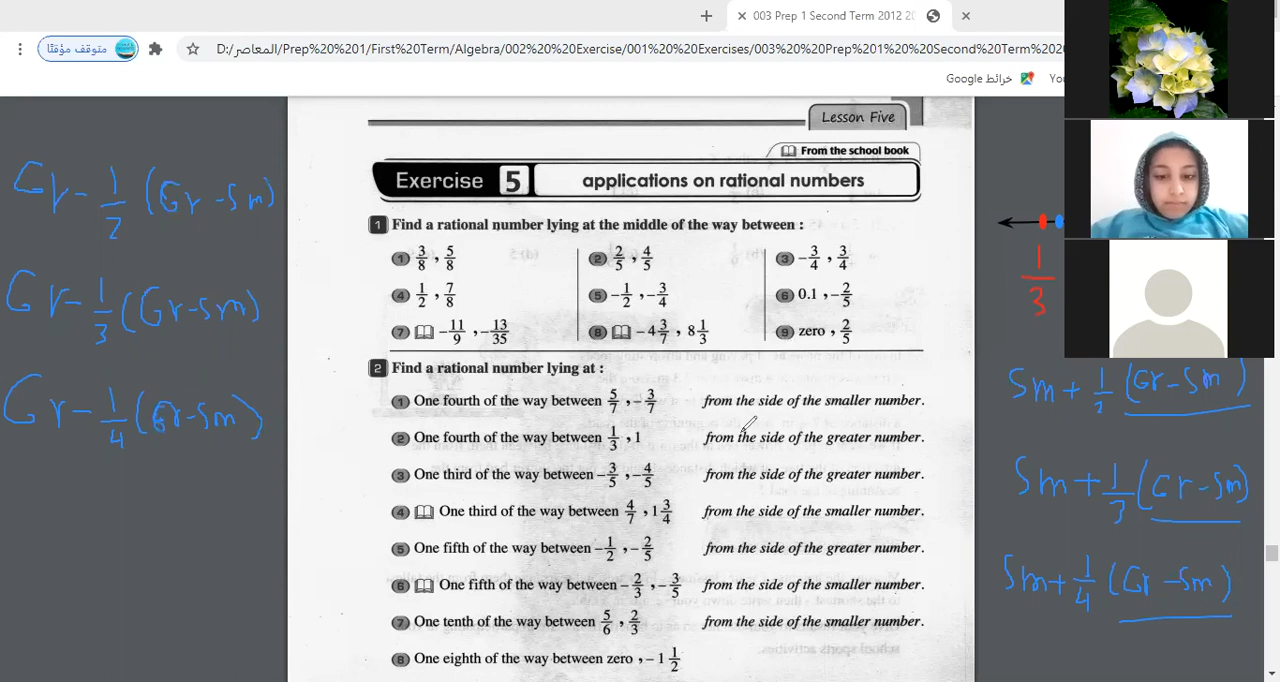 003 Prep 1 Second Term 2012 20
متوقف مؤقتًا
D:/المعاصر/Prep%20%201/First%20Term/Algebra/002%20%20Exercise/001%20%20Exercises/003%20%20Prep%201%20%20Second%20Term%20%20
خرائط Google
Yo
Lesson Five
From the school book
Exercise 5 applications on rational numbers
1 Find a rational number lying at the middle of the way between :
1 3/8 , 5/8
2 2/5 , 4/5
3 -3/4 , 3/4
4 1/2 , 7/8
5 -1/2 , -3/4
6 0.1 , -2/5
7 -11/9 , -13/35
8 -4 3/7 , 8 1/3
9 zero , 2/5
2 Find a rational number lying at :
1 One fourth of the way between 5/7 , -3/7 from the side of the smaller number.
2 One fourth of the way between 1/3 , 1 from the side of the greater number.
3 One third of the way between -3/5 , -4/5 from the side of the greater number.
4 One third of the way between 4/7 , 1 3/4 from the side of the smaller number.
5 One fifth of the way between -1/2 , -2/5 from the side of the greater number.
6 One fifth of the way between -2/3 , -3/5 from the side of the smaller number.
7 One tenth of the way between 5/6 , 2/3 from the side of the smaller number.
8 One eighth of the way between zero , -1 1/2
Gr - 1/2 (Gr - Sm)
Gr - 1/3 (Gr - Sm)
Gr - 1/4 (Gr - Sm)
1/3
Sm + 1/2 (Gr - Sm)
Sm + 1/3 (Gr - Sm)
Sm + 1/4 (Gr - Sm)